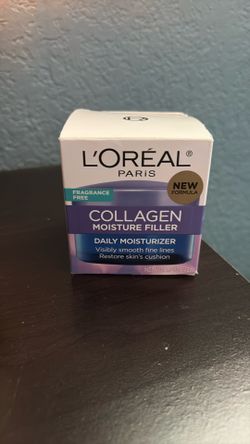 L'ORÉAL®
PARIS
FRAGRANCE
FREE
NEW
FORMULA
COLLAGEN
MOISTURE FILLER
DAILY MOISTURIZER
Visibly smooth fine lines
Restore skin's cushion